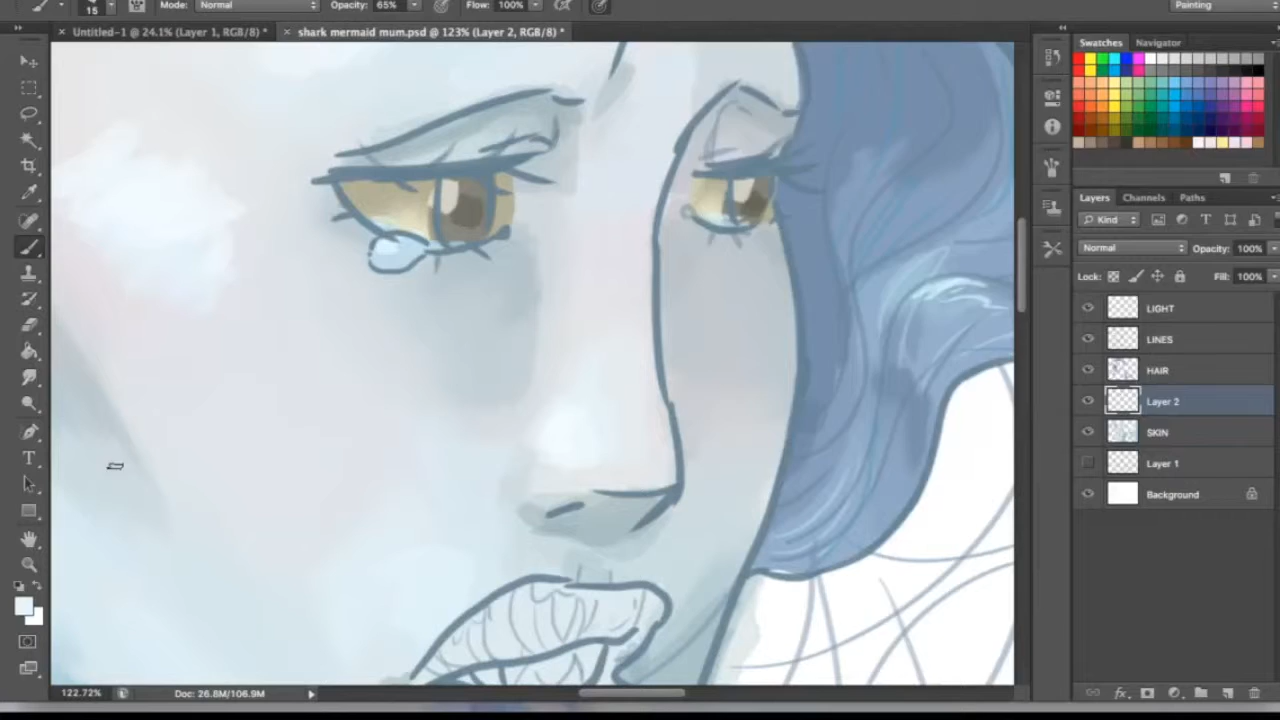 15 Mode: Normal Opacity: 65% Flow: 100% Painting
Untitled-1 @ 24.1% (Layer 1, RGB/8) * shark mermaid mum.psd @ 123% (Layer 2, RGB/8) *
Swatches Navigator
Layers Channels Paths
Kind
Normal Opacity: 100%
Lock: Fill: 100%
LIGHT
LINES
HAIR
Layer 2
SKIN
Layer 1
Background
122.72% Doc: 26.8M/106.9M